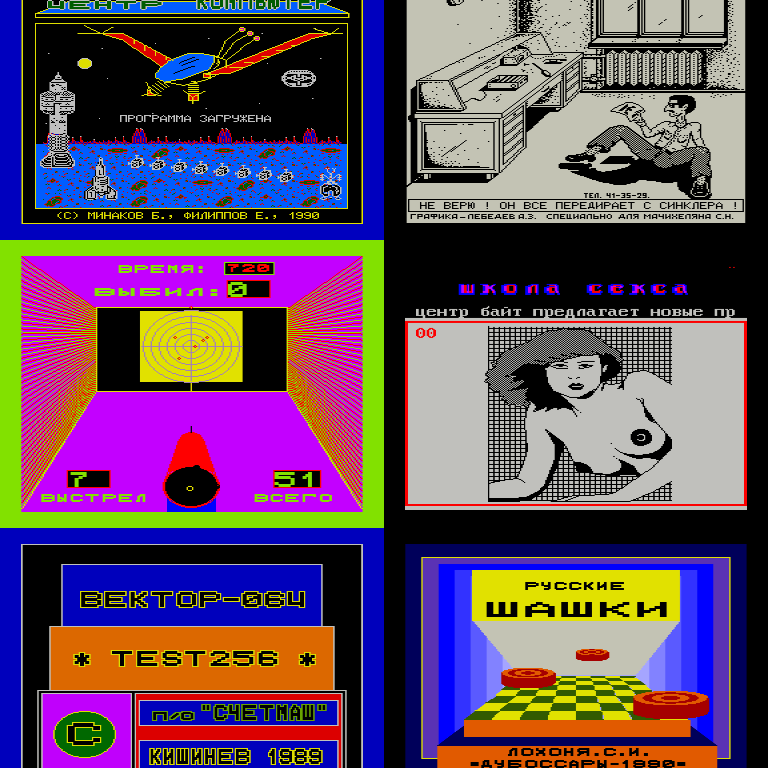 ЦЕНТР КОМПЬЮТЕР
ПРОГРАММА ЗАГРУЖЕНА
(C) МИНАКОВ Б., ФИЛИППОВ Е., 1990
ТЕЛ. 41-35-29.
НЕ ВЕРЮ ! ОН ВСЕ ПЕРЕДИРАЕТ С СИНКЛЕРА !
ГРАФИКА-ЛЕБЕДЕВ А.З. СПЕЦИАЛЬНО ДЛЯ МАЧИХЕЛЯНА С.Н.
ВРЕМЯ: 720
ВЫБИЛ: 0
7 51
ВЫСТРЕЛ ВСЕГО
школа секса
центр байт предлагает новые пр
00
ВЕКТОР-06Ц
* TEST256 *
С
п/о "СЧЕТМАШ"
КИШИНЕВ 1989
РУССКИЕ
ШАШКИ
ЛОХОНЯ.С.И.
=ДУБОССАРЫ-1990=